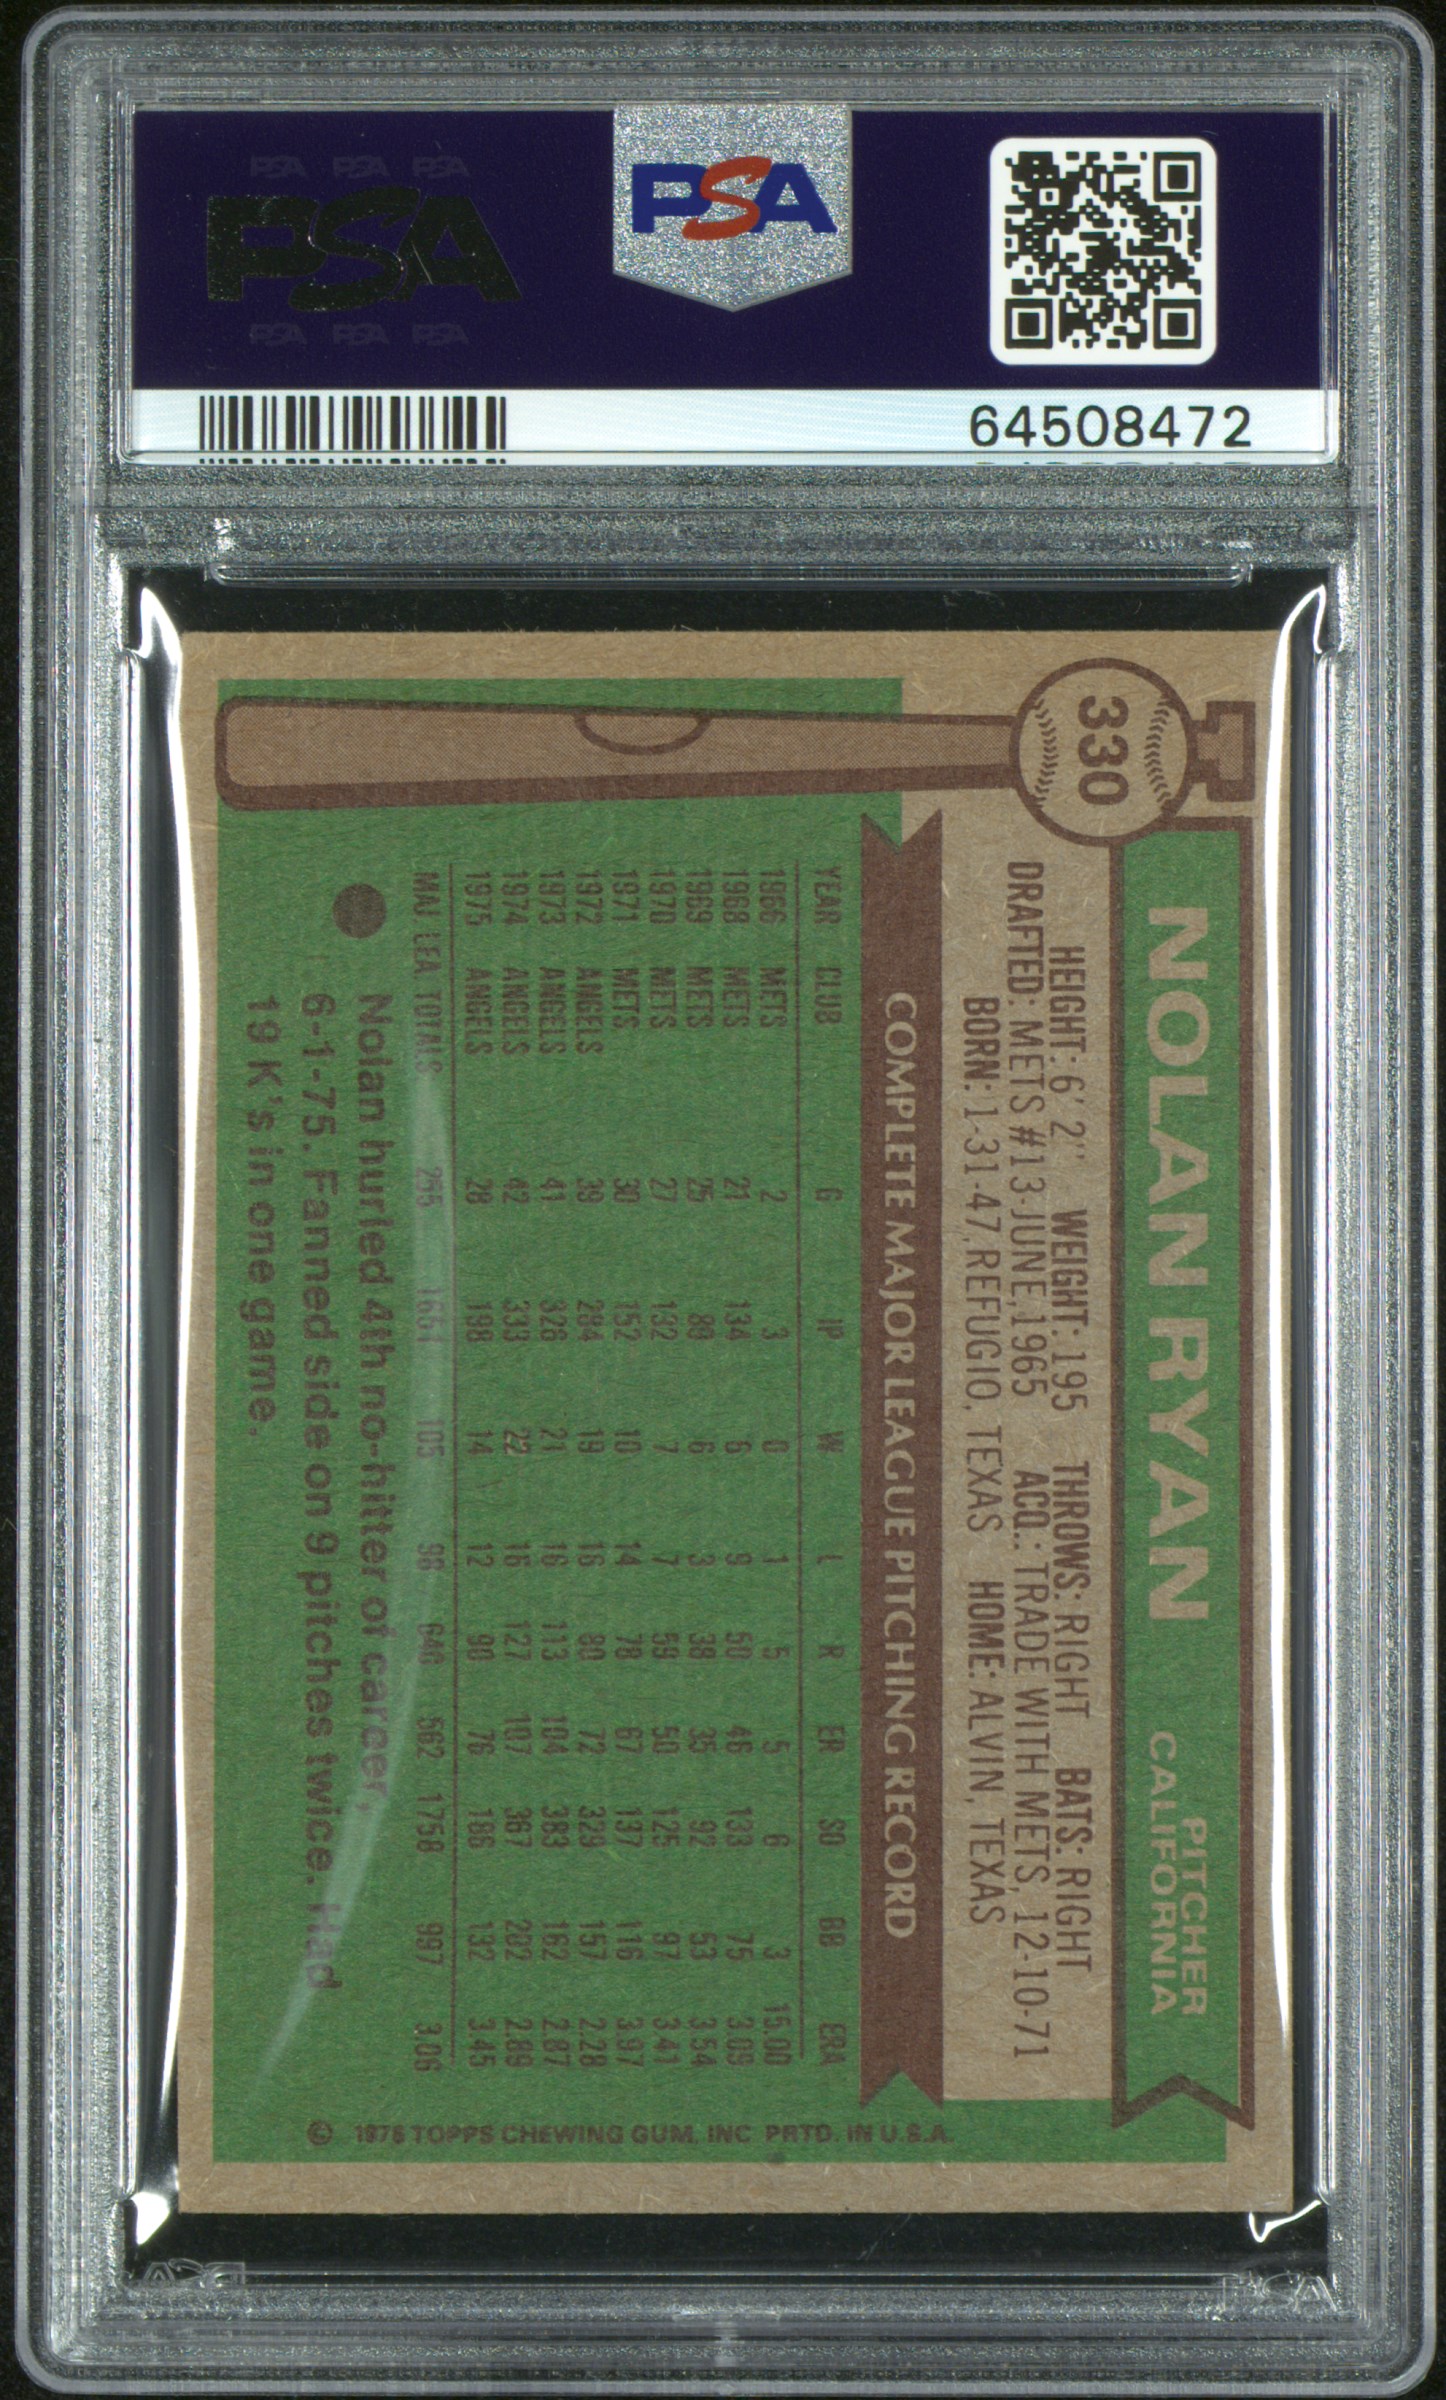 PSA PSA PSA
PSA
PSA PSA PSA
PSA
64508472
330
NOLAN RYAN
PITCHER
CALIFORNIA
HEIGHT: 6' 2" WEIGHT: 195 THROWS: RIGHT BATS: RIGHT
DRAFTED: METS #13-JUNE, 1965 ACQ.: TRADE WITH METS, 12-10-71
BORN: 1-31-47, REFUGIO, TEXAS HOME: ALVIN, TEXAS
COMPLETE MAJOR LEAGUE PITCHING RECORD
YEAR CLUB G IP W L R ER SO BB ERA
1966 METS 2 3 0 1 5 5 6 3 15.00
1968 METS 21 134 6 9 50 46 133 75 3.09
1969 METS 25 89 6 3 38 35 92 53 3.54
1970 METS 27 132 7 7 59 50 125 97 3.41
1971 METS 30 152 10 14 78 67 137 116 3.97
1972 ANGELS 39 284 19 16 80 72 329 157 2.28
1973 ANGELS 41 326 21 16 113 104 383 162 2.87
1974 ANGELS 42 333 22 16 127 107 367 202 2.89
1975 ANGELS 28 198 14 12 90 76 186 132 3.45
MAJ. LEA. TOTALS 255 1651 105 96 640 562 1758 997 3.06
Nolan hurled 4th no-hitter of career,
6-1-75. Fanned side on 9 pitches twice. Had
19 K's in one game.
© 1976 TOPPS CHEWING GUM, INC. PRTD. IN U.S.A.
PSA
PSA